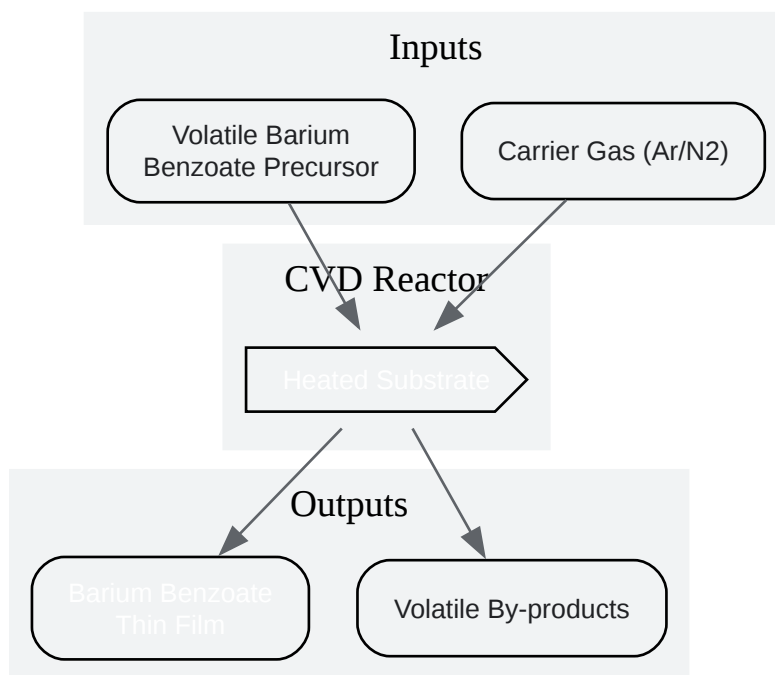 Inputs
Volatile Barium
Benzoate Precursor
Carrier Gas (Ar/N2)
CVD Reactor
Heated Substrate
Outputs
Barium Benzoate
Thin Film
Volatile By-products